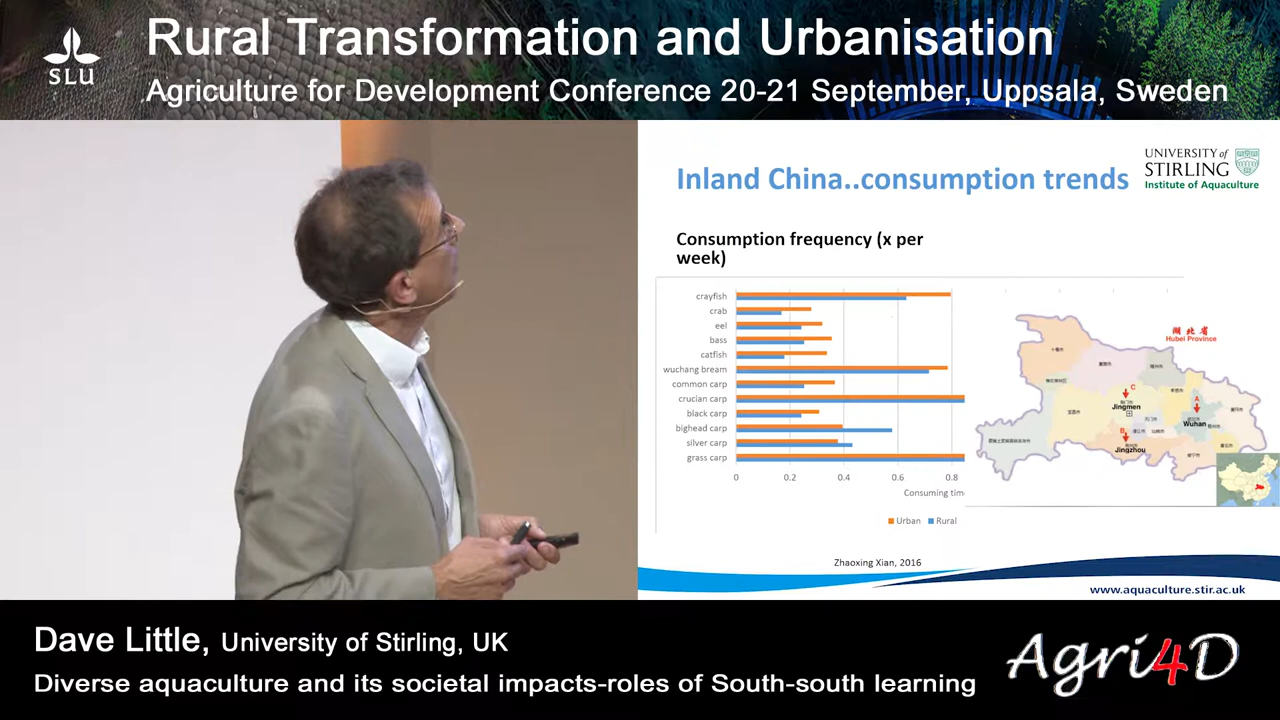 SLU
Rural Transformation and Urbanisation
Agriculture for Development Conference 20-21 September, Uppsala, Sweden
Inland China..consumption trends
UNIVERSITY of
STIRLING
Institute of Aquaculture
Consumption frequency (x per
week)
crayfish
crab
eel
bass
catfish
wuchang bream
common carp
crucian carp
black carp
bighead carp
silver carp
grass carp
0 0.2 0.4 0.6 0.8
Consuming tim
Urban Rural
湖北省
Hubei Province
C
Jingmen
A
Wuhan
B
Jingzhou
Zhaoxing Xian, 2016
www.aquaculture.stir.ac.uk
Dave Little, University of Stirling, UK
Diverse aquaculture and its societal impacts-roles of South-south learning
Agri4D